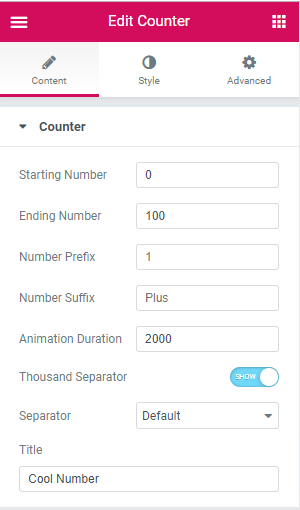 Edit Counter
Content Style Advanced
Counter
Starting Number 0
Ending Number 100
Number Prefix 1
Number Suffix Plus
Animation Duration 2000
Thousand Separator SHOW
Separator Default
Title
Cool Number